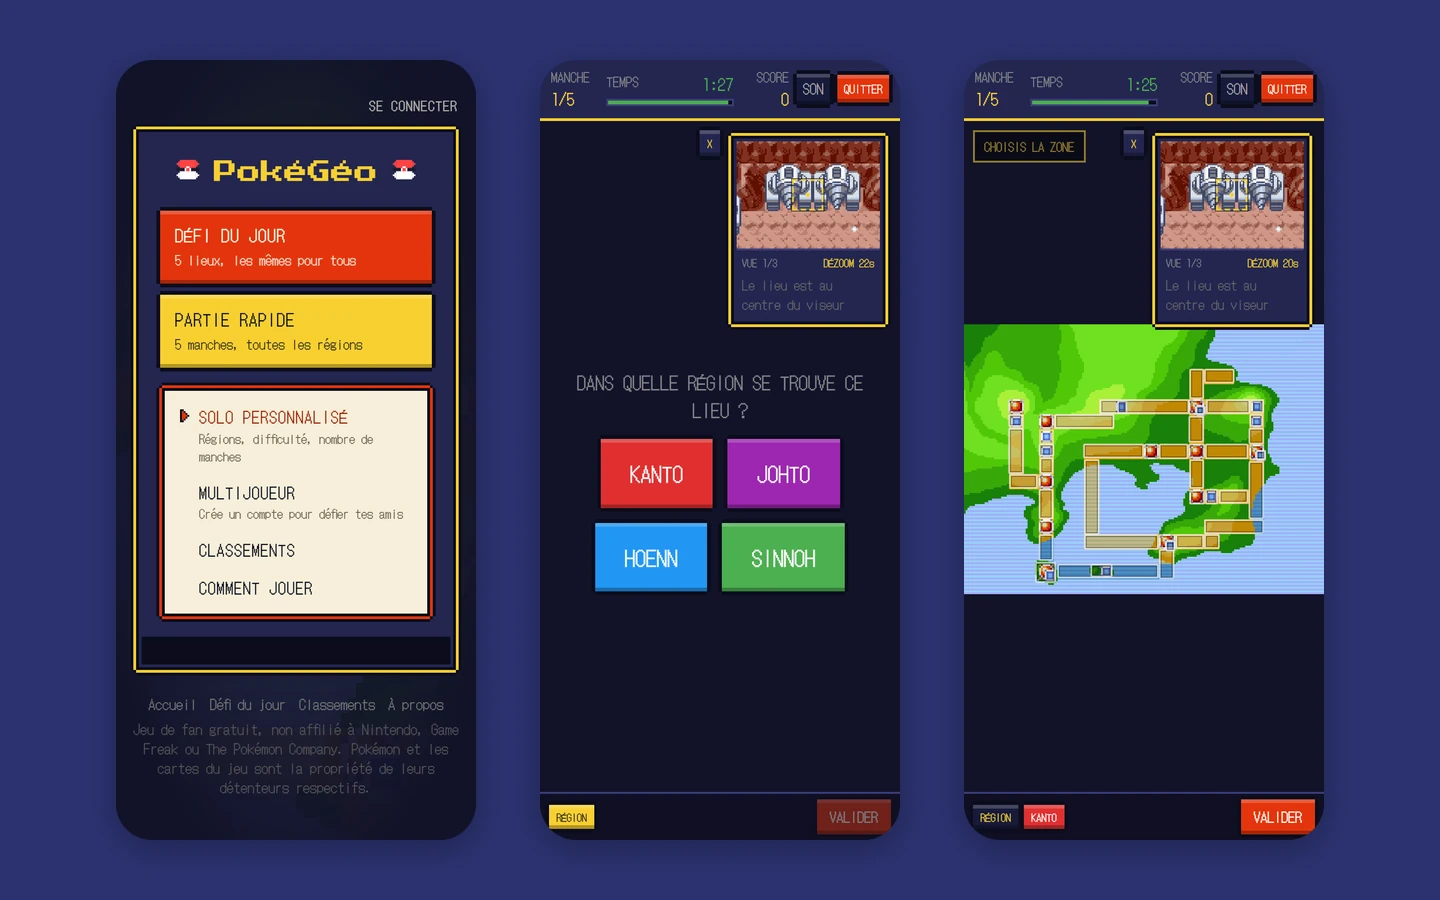 SE CONNECTER
PokéGéo
DÉFI DU JOUR
5 lieux, les mêmes pour tous
PARTIE RAPIDE
5 manches, toutes les régions
SOLO PERSONNALISÉ
Régions, difficulté, nombre de
manches
MULTIJOUEUR
Crée un compte pour défier tes amis
CLASSEMENTS
COMMENT JOUER
Accueil Défi du jour Classements À propos
Jeu de fan gratuit, non affilié à Nintendo, Game
Freak ou The Pokémon Company. Pokémon et les
cartes du jeu sont la propriété de leurs
détenteurs respectifs.
MANCHE
1/5
TEMPS
1:27
SCORE
0
SON
QUITTER
X
VUE 1/3
DÉZOOM 22s
Le lieu est au
centre du viseur
DANS QUELLE RÉGION SE TROUVE CE
LIEU ?
KANTO
JOHTO
HOENN
SINNOH
RÉGION
VALIDER
MANCHE
1/5
TEMPS
1:25
SCORE
0
SON
QUITTER
CHOISIS LA ZONE
X
VUE 1/3
DÉZOOM 20s
Le lieu est au
centre du viseur
RÉGION
KANTO
VALIDER